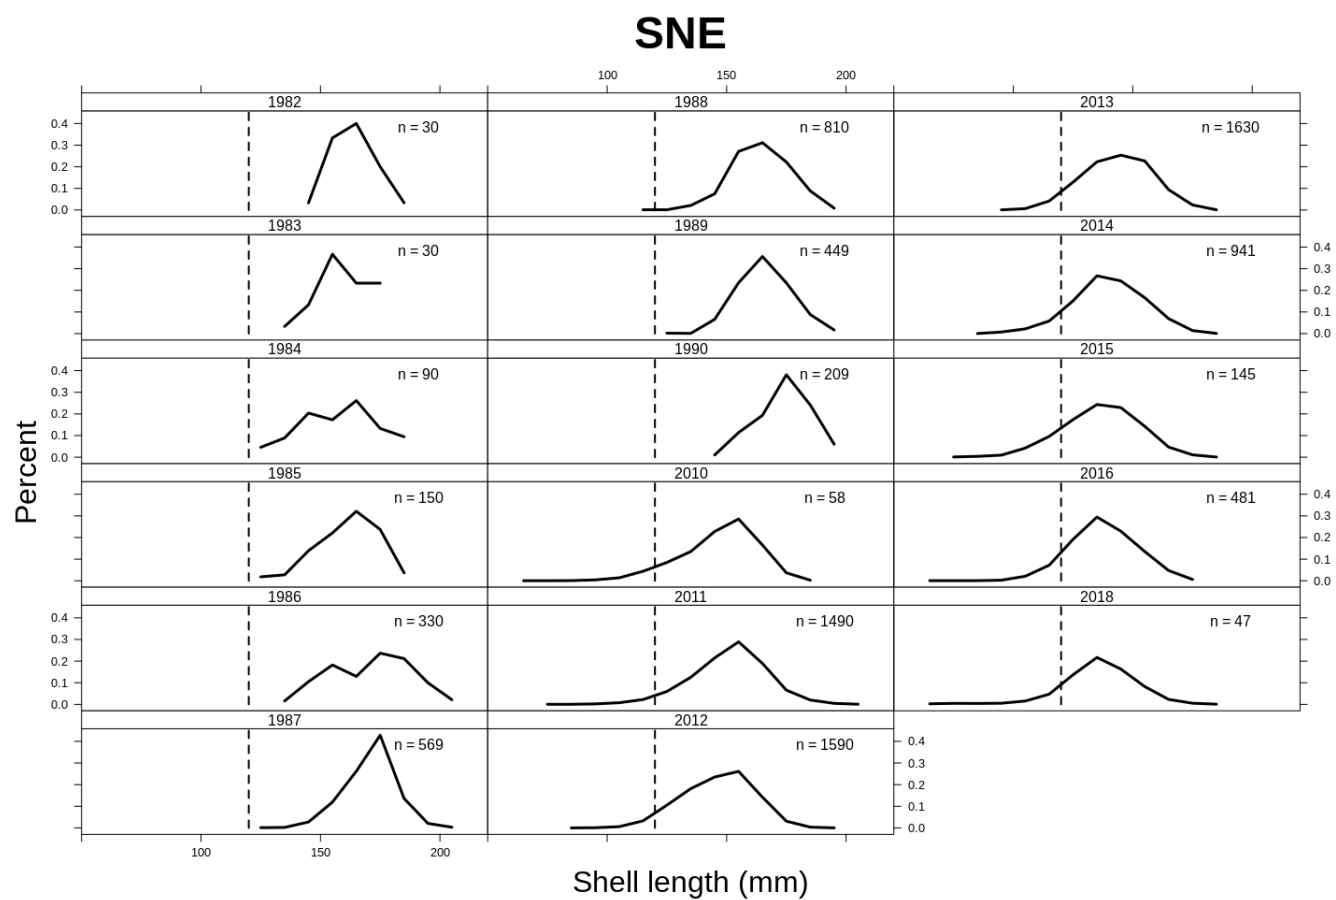 SNE
100 150 200
1982 1988 2013
0.4 n = 30 n = 810 n = 1630
0.3
0.2
0.1
0.0
1983 1989 2014
n = 30 n = 449 n = 941 0.4
0.3
0.2
0.1
0.0
1984 1990 2015
0.4 n = 90 n = 209 n = 145
0.3
0.2
0.1
0.0
Percent
1985 2010 2016
n = 150 n = 58 n = 481 0.4
0.3
0.2
0.1
0.0
1986 2011 2018
0.4 n = 330 n = 1490 n = 47
0.3
0.2
0.1
0.0
1987 2012
n = 569 n = 1590 0.4
0.3
0.2
0.1
0.0
100 150 200
Shell length (mm)